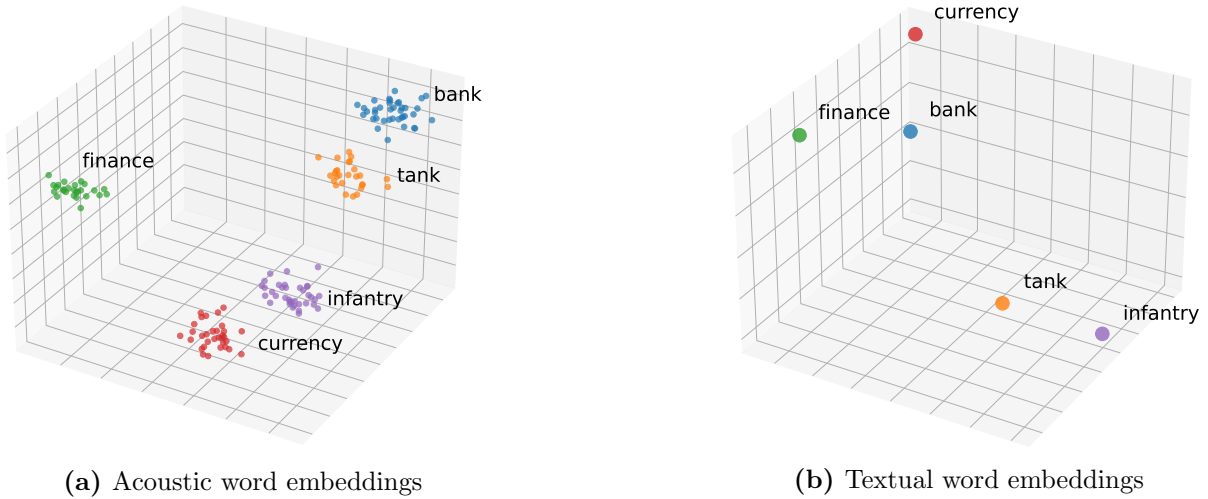 bank
finance
tank
infantry
currency
(a) Acoustic word embeddings
currency
finance
bank
tank
infantry
(b) Textual word embeddings